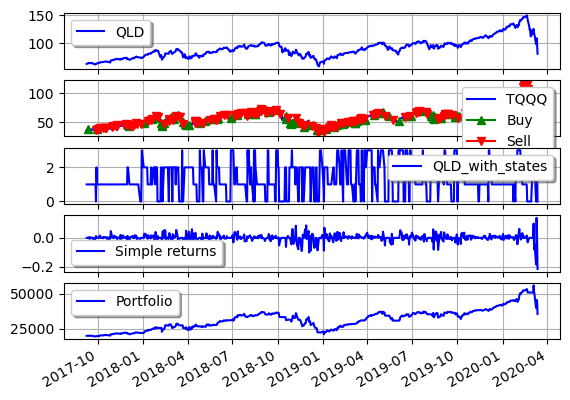 150
QLD
100
100
TQQQ
50
Buy
Sell
2
QLD_with_states
0
0.0
Simple returns
−0.2
50000
Portfolio
25000
2017-10 2018-01 2018-04 2018-07 2018-10 2019-01 2019-04 2019-07 2019-10 2020-01 2020-04